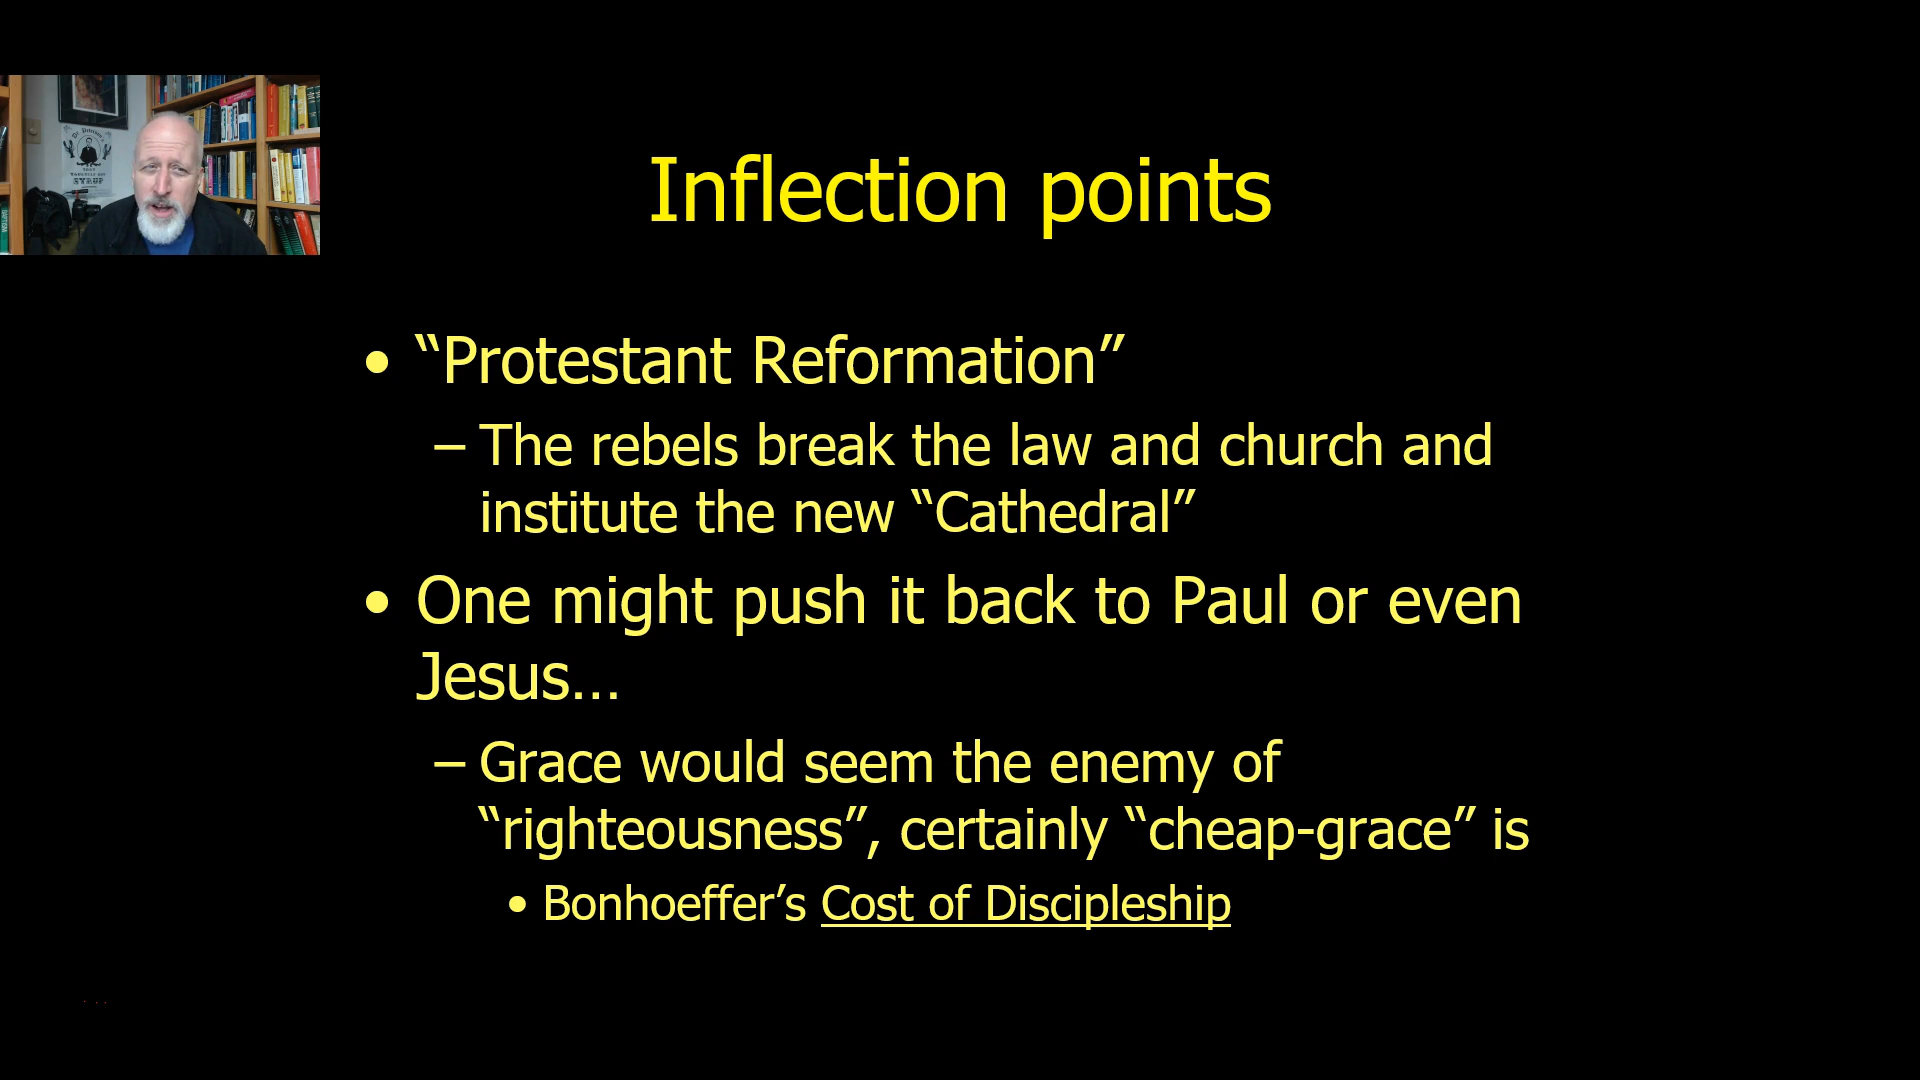 Inflection points
• “Protestant Reformation”
– The rebels break the law and church and
institute the new “Cathedral”
• One might push it back to Paul or even
Jesus…
– Grace would seem the enemy of
“righteousness”, certainly “cheap-grace” is
• Bonhoeffer’s Cost of Discipleship
SYRUP